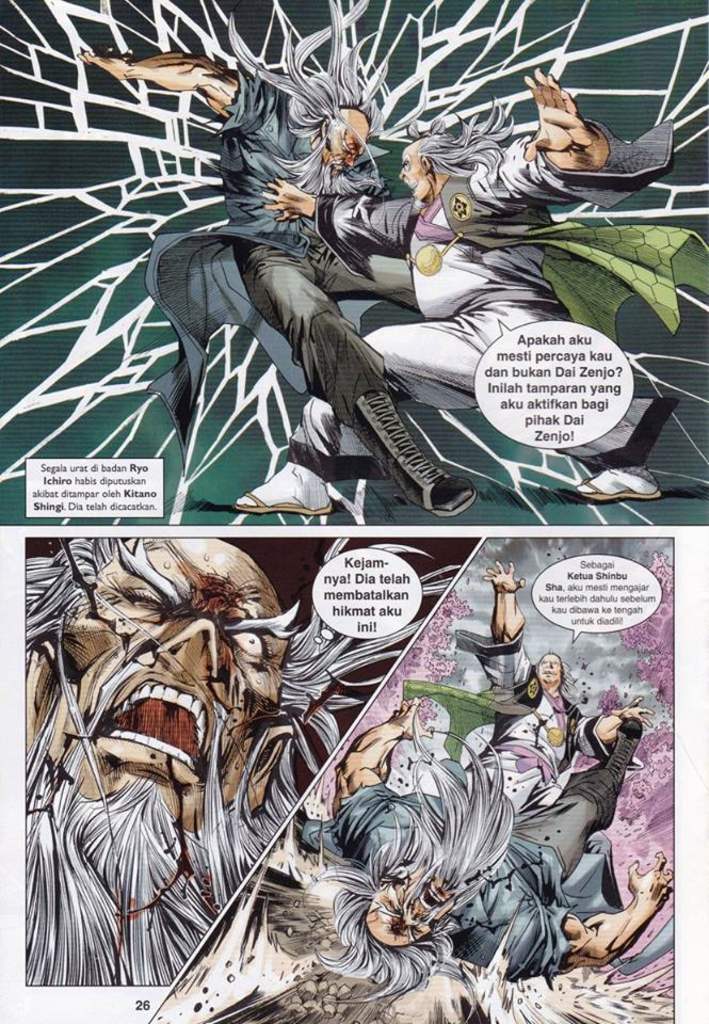 Apakah aku
mesti percaya kau
dan bukan Dai Zenjo?
Inilah tamparan yang
aku aktifkan bagi
pihak Dai
Zenjo!
Segala urat di badan Ryo
Ichiro habis diputuskan
akibat ditampar oleh Kitano
Shingi. Dia telah dicacatkan.
Kejam-
nya! Dia telah
membatalkan
hikmat aku
ini!
Sebagai
Ketua Shinbu
Sha, aku mesti mengajar
kau terlebih dahulu sebelum
kau dibawa ke tengah
untuk diadili!
26